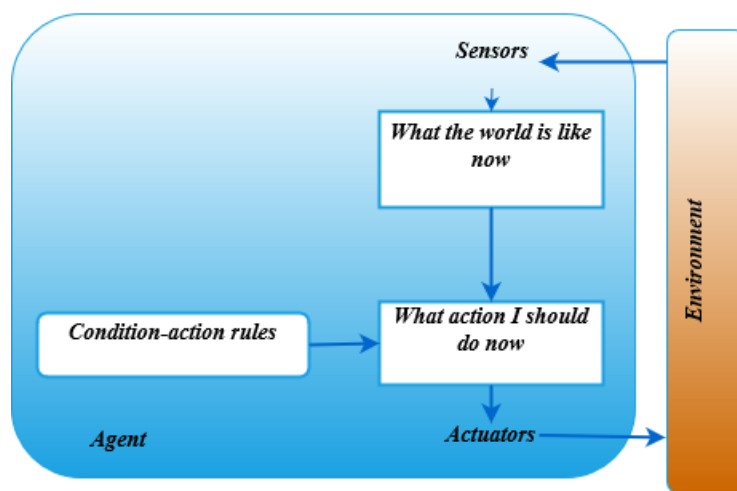 Sensors
What the world is like
now
Environment
What action I should
do now
Condition-action rules
Agent
Actuators